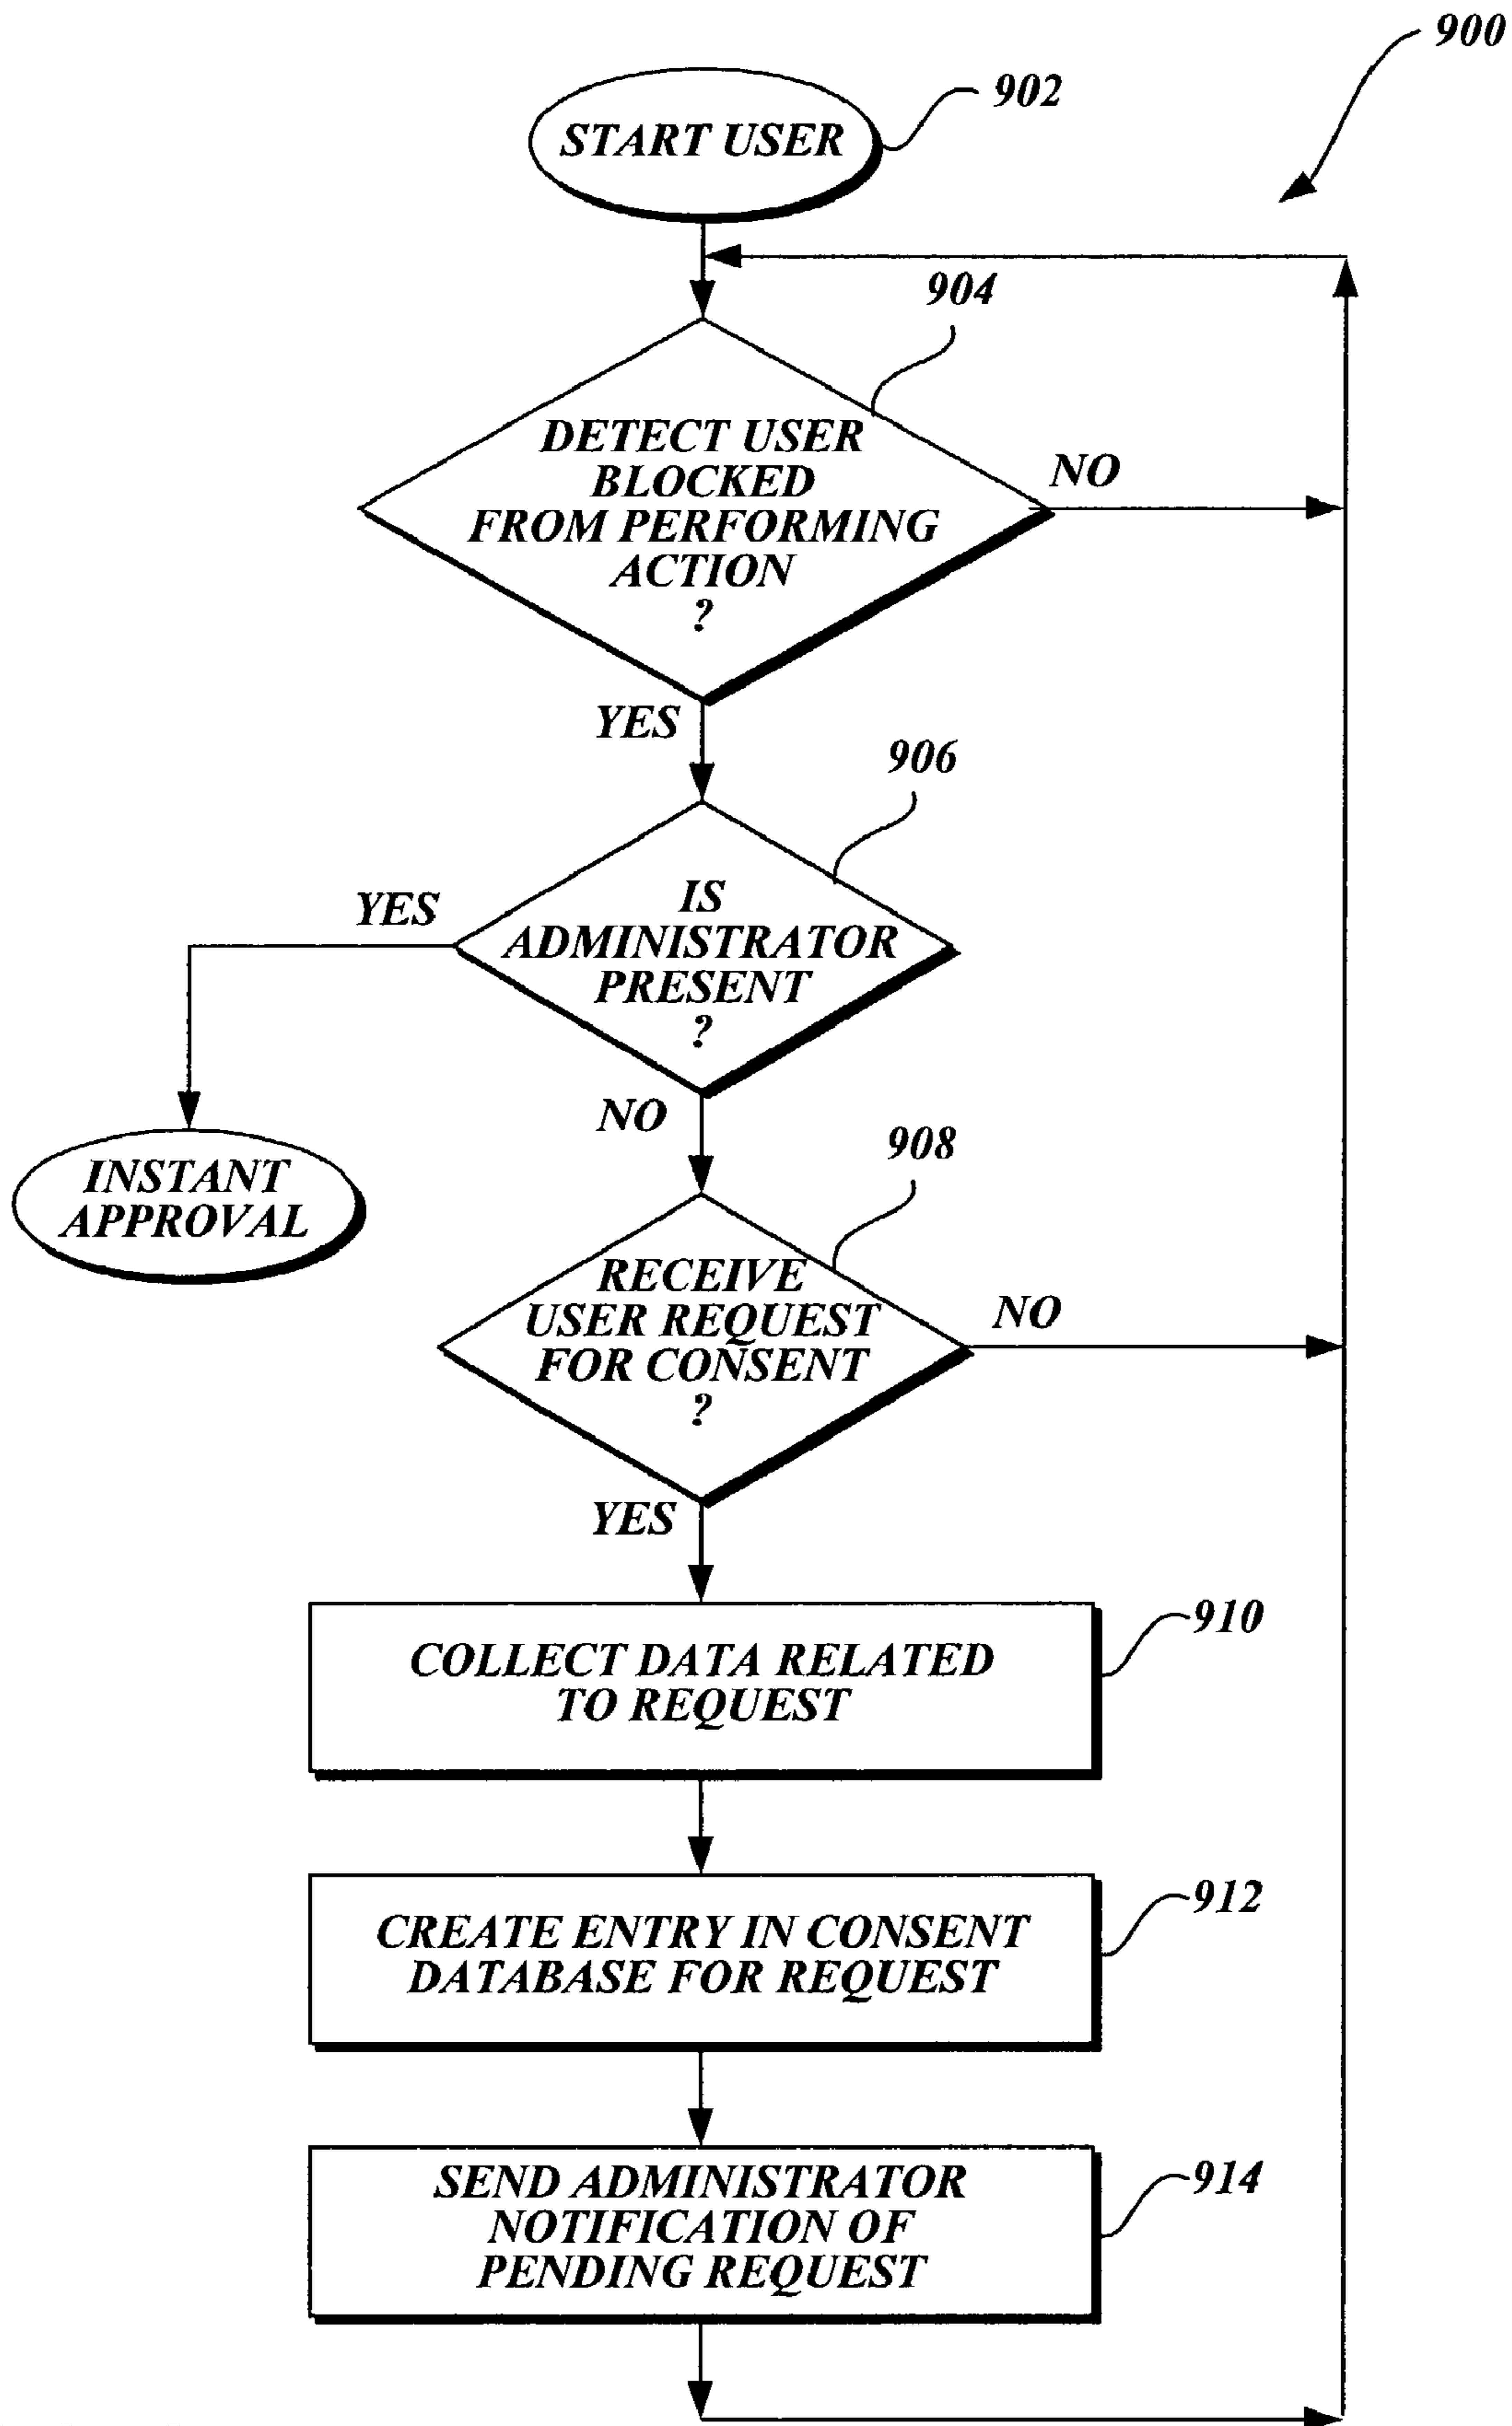 900
902
START USER
904
DETECT USER
BLOCKED
FROM PERFORMING
ACTION
?
NO
YES
906
IS
ADMINISTRATOR
PRESENT
?
YES
NO
INSTANT
APPROVAL
908
RECEIVE
USER REQUEST
FOR CONSENT
?
NO
YES
910
COLLECT DATA RELATED
TO REQUEST
912
CREATE ENTRY IN CONSENT
DATABASE FOR REQUEST
914
SEND ADMINISTRATOR
NOTIFICATION OF
PENDING REQUEST